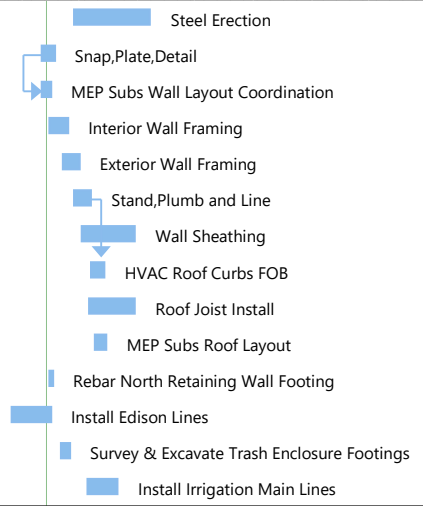 Steel Erection
Snap,Plate,Detail
MEP Subs Wall Layout Coordination
Interior Wall Framing
Exterior Wall Framing
Stand,Plumb and Line
Wall Sheathing
HVAC Roof Curbs FOB
Roof Joist Install
MEP Subs Roof Layout
Rebar North Retaining Wall Footing
Install Edison Lines
Survey & Excavate Trash Enclosure Footings
Install Irrigation Main Lines